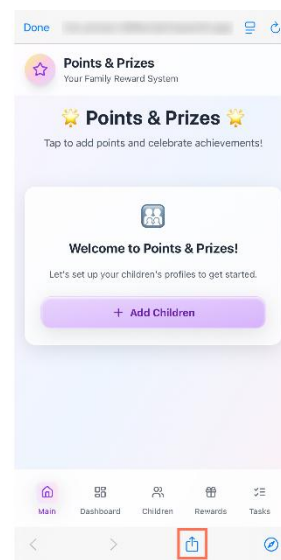 Done
Points & Prizes
Your Family Reward System
🌟 Points & Prizes 🌟
Tap to add points and celebrate achievements!
Welcome to Points & Prizes!
Let's set up your children's profiles to get started.
+ Add Children
Main Dashboard Children Rewards Tasks